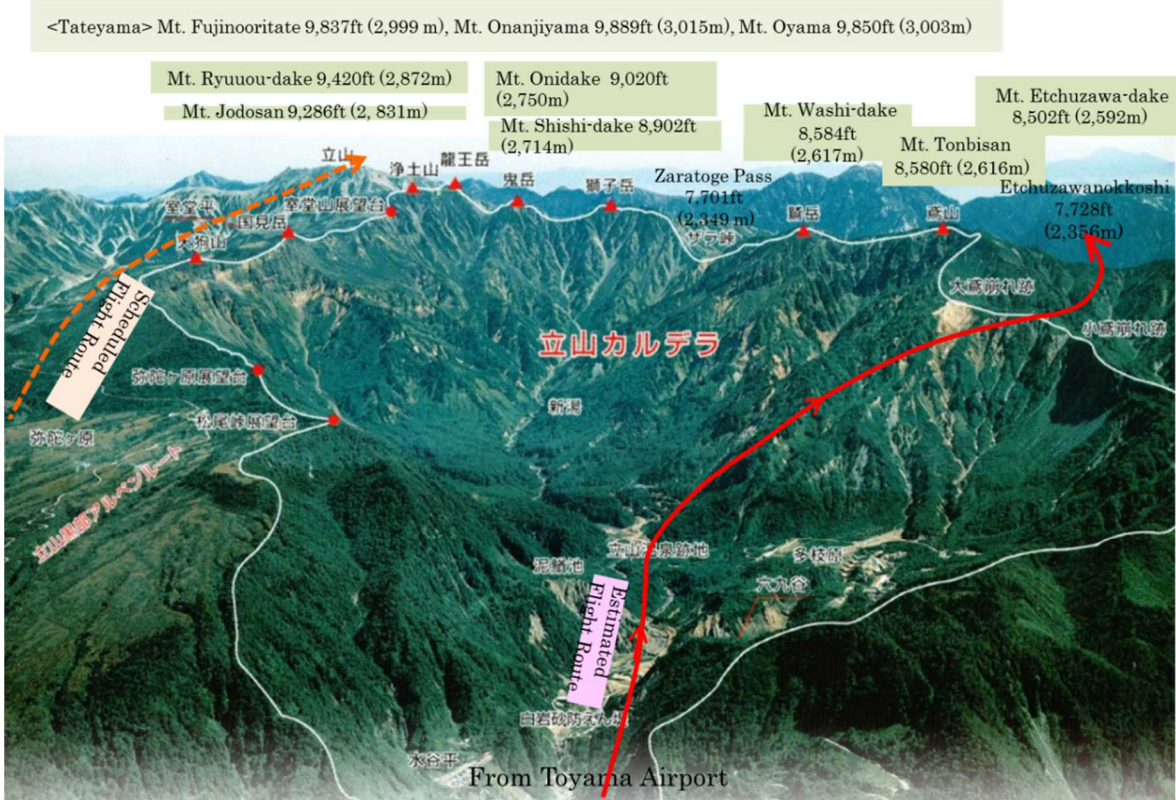 <Tateyama> Mt. Fujinooritate 9,837ft (2,999 m), Mt. Onanjiyama 9,889ft (3,015m), Mt. Oyama 9,850ft (3,003m)
Mt. Ryuuou-dake 9,420ft (2,872m)
Mt. Jodosan 9,286ft (2, 831m)
Mt. Onidake 9,020ft
(2,750m)
Mt. Shishi-dake 8,902ft
(2,714m)
Mt. Washi-dake
8,584ft
(2,617m)
Mt. Etchuzawa-dake
8,502ft (2,592m)
Mt. Tonbisan
8,580ft (2,616m)
Zaratoge Pass
7,701ft
(2,349 m)
Etchuzawanokkoshi
7,728ft
(2,356m)
立山
浄土山
龍王岳
鬼岳
獅子岳
室堂平
国見岳
室堂山展望台
天狗山
ザラ峠
鷲岳
鳶山
大鳶崩れ跡
小鳶崩れ跡
Scheduled
Flight Route
立山カルデラ
弥陀ヶ原展望台
新湯
松尾峠展望台
弥陀ヶ原
立山黒部アルペンルート
立山温泉跡地
多枝原
泥鰌池
六九谷
Estimated
Flight Route
白岩砂防えん堤
水谷平
From Toyama Airport